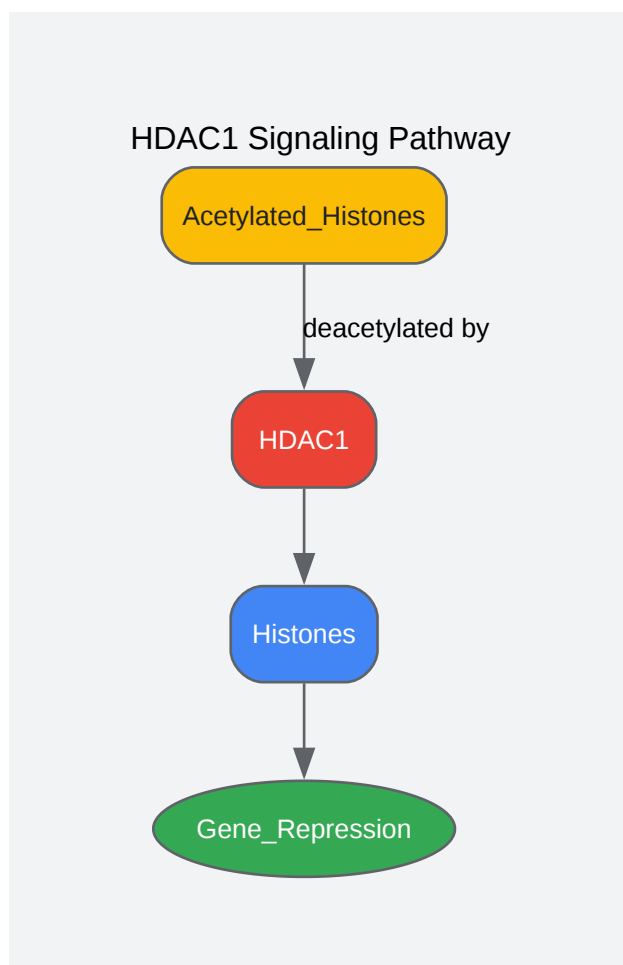 HDAC1 Signaling Pathway
Acetylated_Histones
deacetylated by
HDAC1
Histones
Gene_Repression